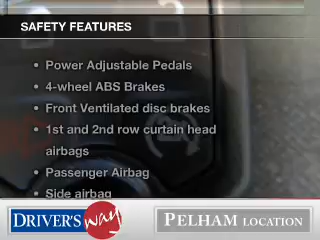 SAFETY FEATURES
• Power Adjustable Pedals
• 4-wheel ABS Brakes
• Front Ventilated disc brakes
• 1st and 2nd row curtain head
airbags
• Passenger Airbag
• Side airbag
DRIVER'S way
PELHAM LOCATION